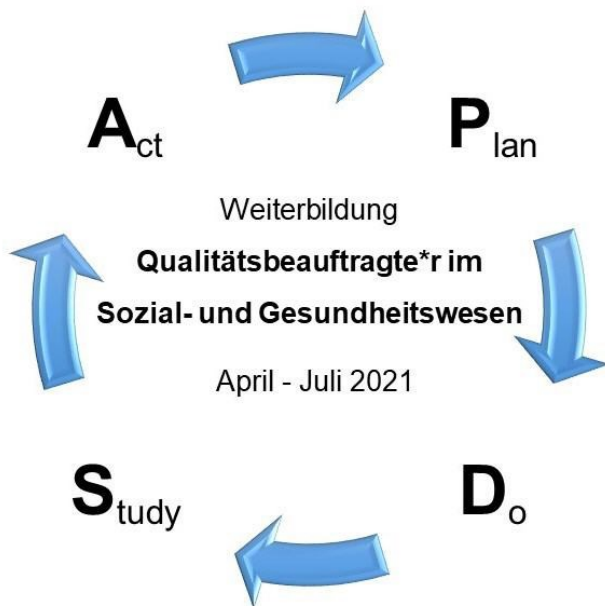 Act Plan
Weiterbildung
Qualitätsbeauftragte*r im
Sozial- und Gesundheitswesen
April - Juli 2021
Study Do